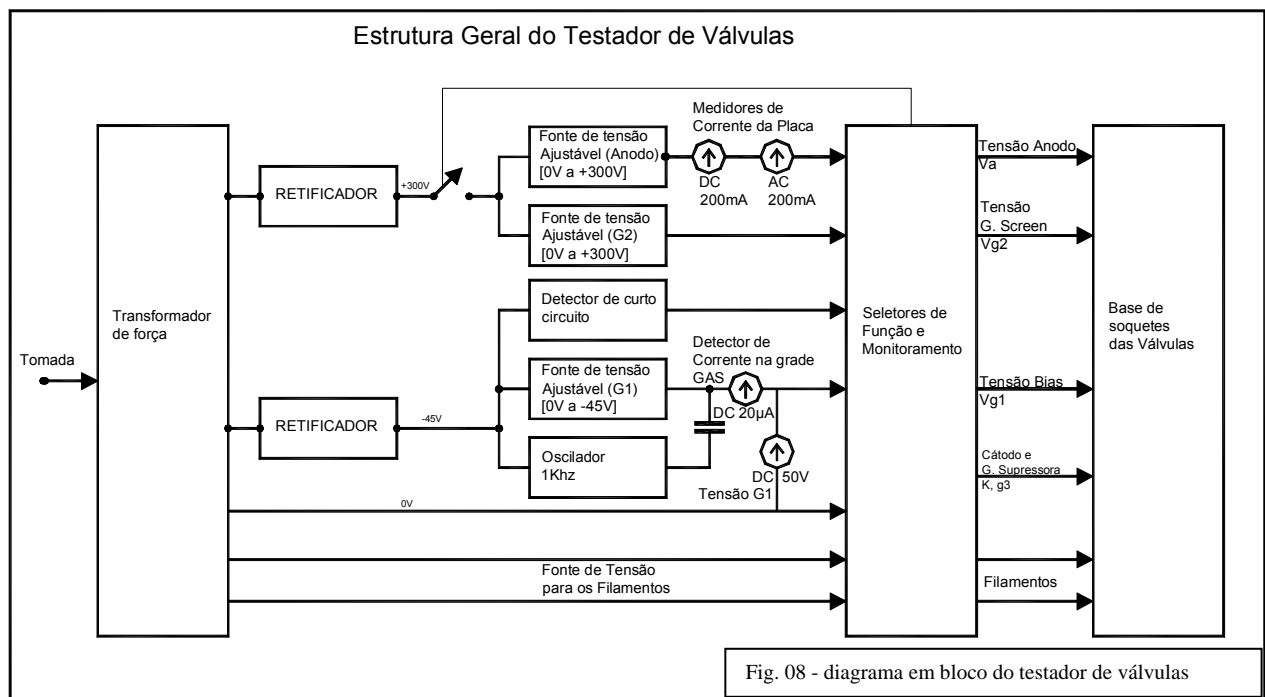 Estrutura Geral do Testador de Válvulas
Tomada
Transformador
de força
RETIFICADOR
+300V
Fonte de tensão
Ajustável (Anodo)
[0V a +300V]
Medidores de
Corrente da Placa
DC
200mA
AC
200mA
Fonte de tensão
Ajustável (G2)
[0V a +300V]
Detector de curto
circuito
RETIFICADOR
-45V
Fonte de tensão
Ajustável (G1)
[0V a -45V]
Detector de
Corrente na grade
GAS
DC 20µA
Oscilador
1Khz
DC 50V
Tensão G1
0V
Fonte de Tensão
para os Filamentos
Seletores de
Função e
Monitoramento
Tensão Anodo
Va
Tensão
G. Screen
Vg2
Tensão Bias
Vg1
Cátodo e
G. Supressora
K, g3
Filamentos
Base de
soquetes
das Válvulas
Fig. 08 - diagrama em bloco do testador de válvulas